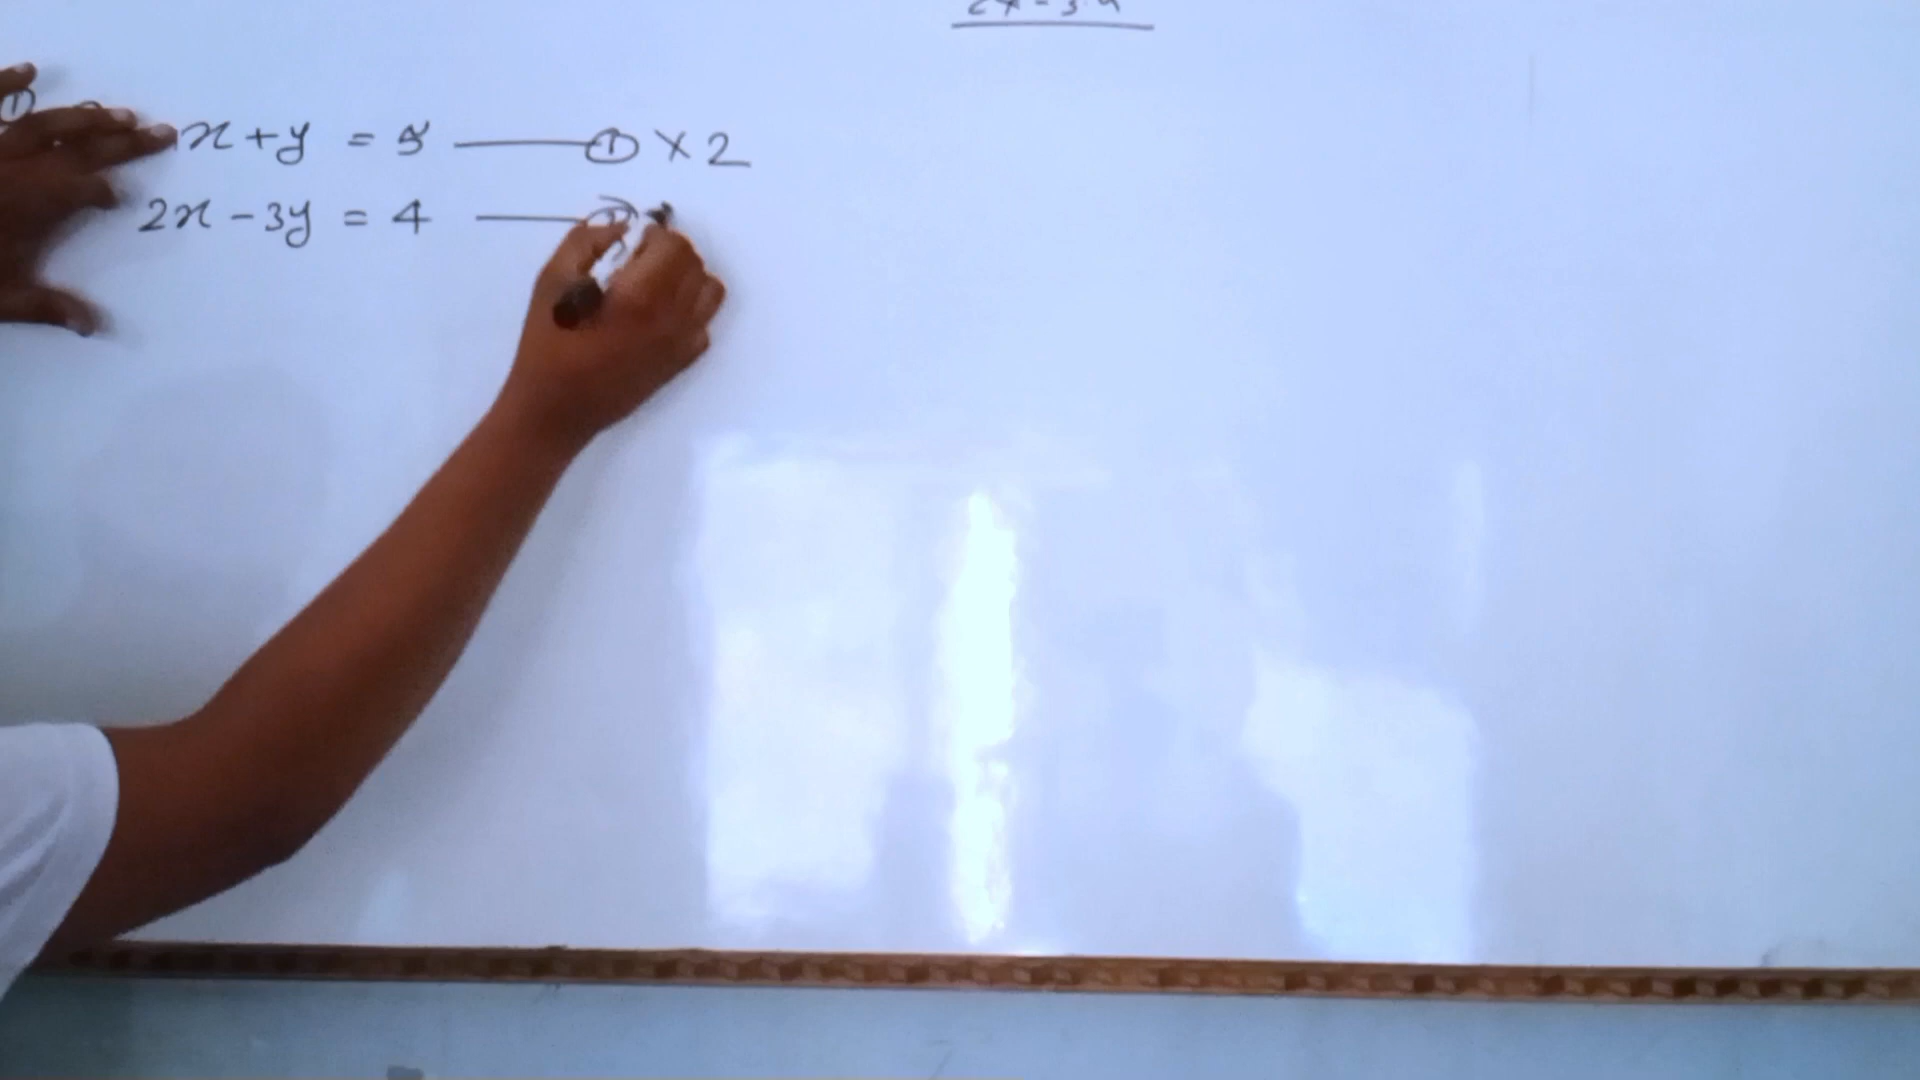 x + y = 5 ——— ① × 2
2x - 3y = 4 ———